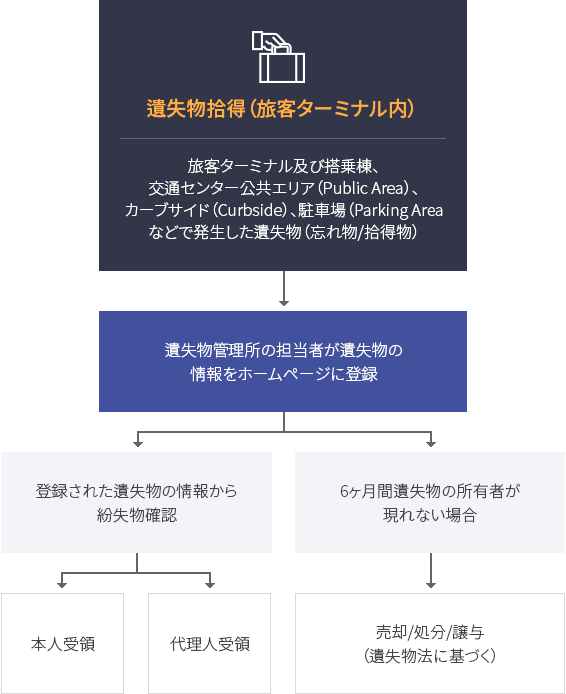 遺失物拾得（旅客ターミナル内）
旅客ターミナル及び搭乗棟、
交通センター公共エリア（Public Area）、
カーブサイド（Curbside）、駐車場（Parking Area
などで発生した遺失物（忘れ物/拾得物）
遺失物管理所の担当者が遺失物の
情報をホームページに登録
登録された遺失物の情報から
紛失物確認
6ヶ月間遺失物の所有者が
現れない場合
本人受領
代理人受領
売却/処分/譲与
（遺失物法に基づく）